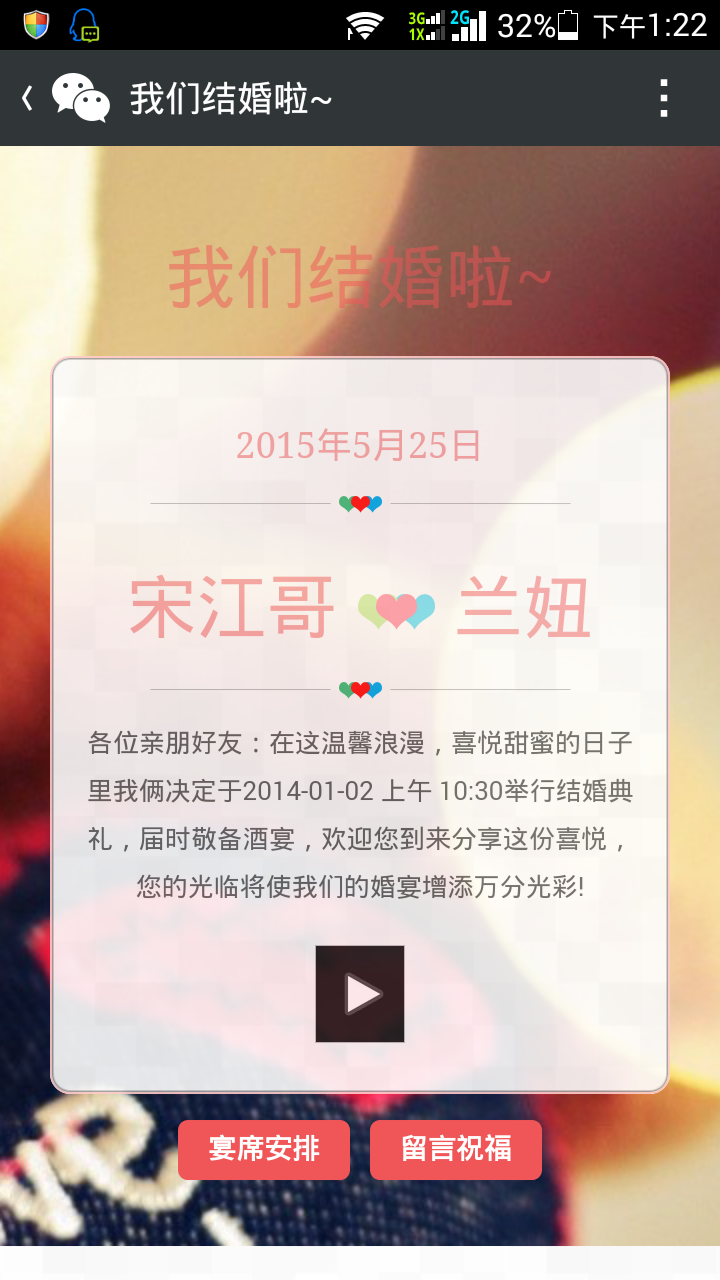 3G 1X 2G 32% 下午1:22
我们结婚啦~
我们结婚啦~
2015年5月25日
宋江哥 兰妞
各位亲朋好友：在这温馨浪漫，喜悦甜蜜的日子
里我俩决定于2014-01-02 上午 10:30举行结婚典
礼，届时敬备酒宴，欢迎您到来分享这份喜悦，
您的光临将使我们的婚宴增添万分光彩!
宴席安排 留言祝福